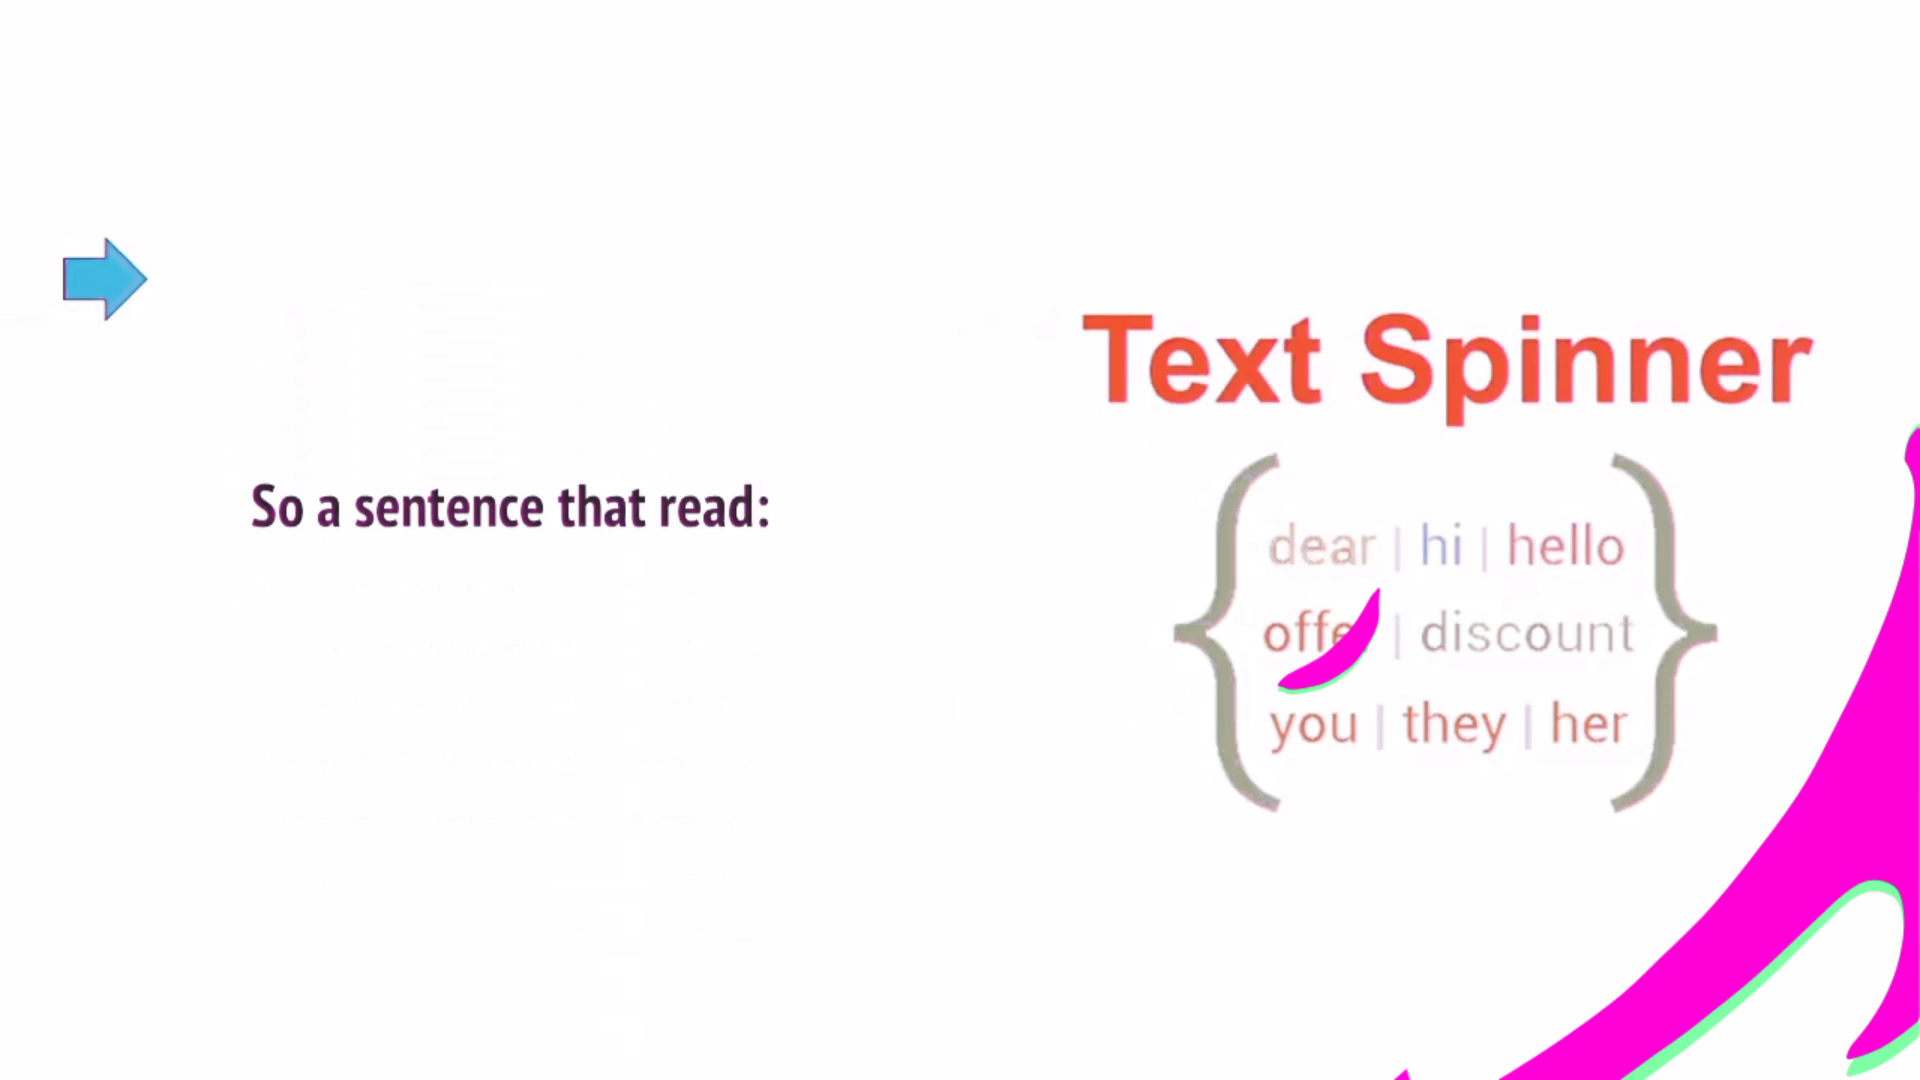 So a sentence that read:
Text Spinner
dear | hi | hello
| discount
you | they | her